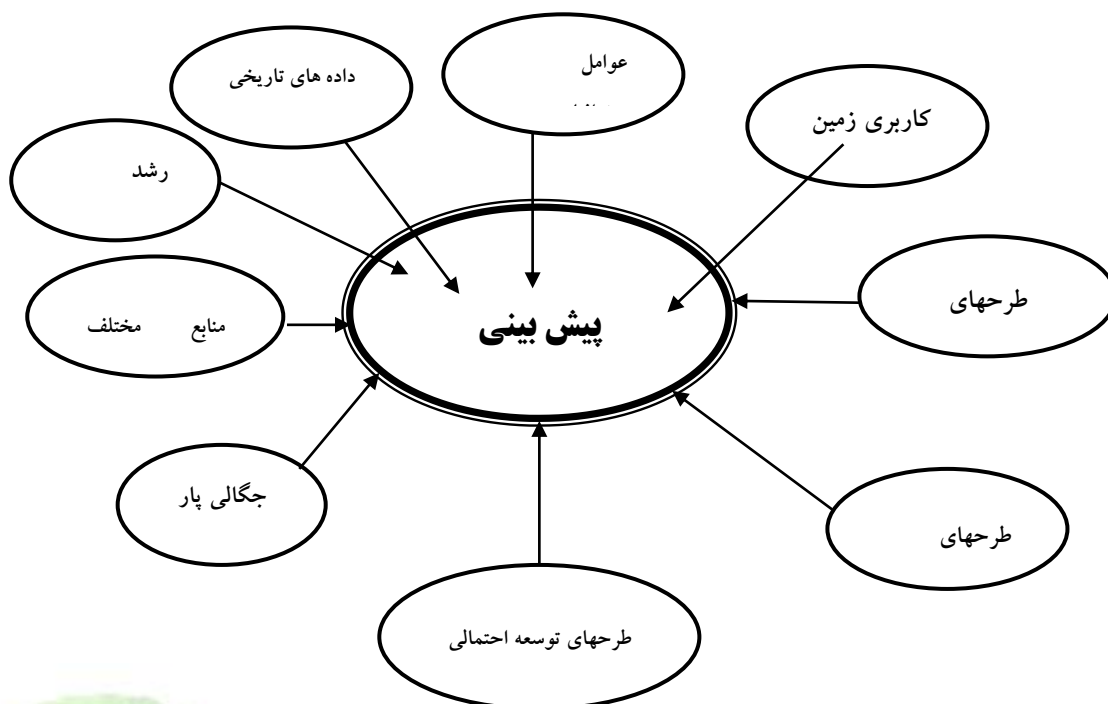 عوامل
داده های تاریخی
کاربری زمین
رشد
طرحهای
منابع مختلف
پیش بینی
جگالی پار
طرحهای
طرحهای توسعه احتمالی